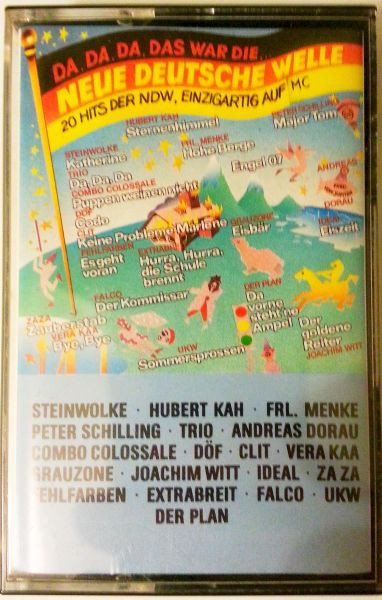 DA, DA, DA, DAS WAR DIE...
NEUE DEUTSCHE WELLE
20 HITS DER NDW, EINZIGARTIG AUF MC
HUBERT KAH
Sternenhimmel
PETER SCHILLING
Major Tom
STEINWOLKE
Katherine
FRL. MENKE
Hohe Berge
TRIO
Da, Da, Da
Engel 07
ANDREAS
DORAU
COMBO COLOSSALE
Puppen weinen nicht
DÖF
Codo
GRAUZONE
Eisbär
IDEAL
Eiszeit
CLIT
Keine Probleme Marlene
FEHLFARBEN
Es geht
voran
EXTRABREIT
Hurra, Hurra,
die Schule
brennt
DER PLAN
Da
vorne
steht 'ne
Ampel
FALCO
Der Kommissar
ZAZA
Zauberstab
VERA KAA
Bye, Bye
UKW
Sommersprossen
Der
goldene
Reiter
JOACHIM WITT
STEINWOLKE · HUBERT KAH · FRL. MENKE
PETER SCHILLING · TRIO · ANDREAS DORAU
COMBO COLOSSALE · DÖF · CLIT · VERA KAA
GRAUZONE · JOACHIM WITT · IDEAL · ZA ZA
FEHLFARBEN · EXTRABREIT · FALCO · UKW
DER PLAN